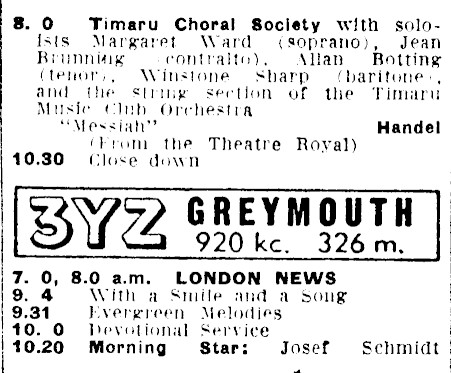 8. 0 Timaru Choral Society with solo-
ists Margaret Ward (soprano), Jean
Brunning (contralto), Allan Botting
(tenor), Winstone Sharp (baritone),
and the string section of the Timaru
Music Club Orchestra
"Messiah" Handel
(From the Theatre Royal)
10.30 Close down
3YZ GREYMOUTH
920 kc. 326 m.
7. 0, 8.0 a.m. LONDON NEWS
9. 4 With a Smile and a Song
9.31 Evergreen Melodies
10. 0 Devotional Service
10.20 Morning Star: Josef Schmidt